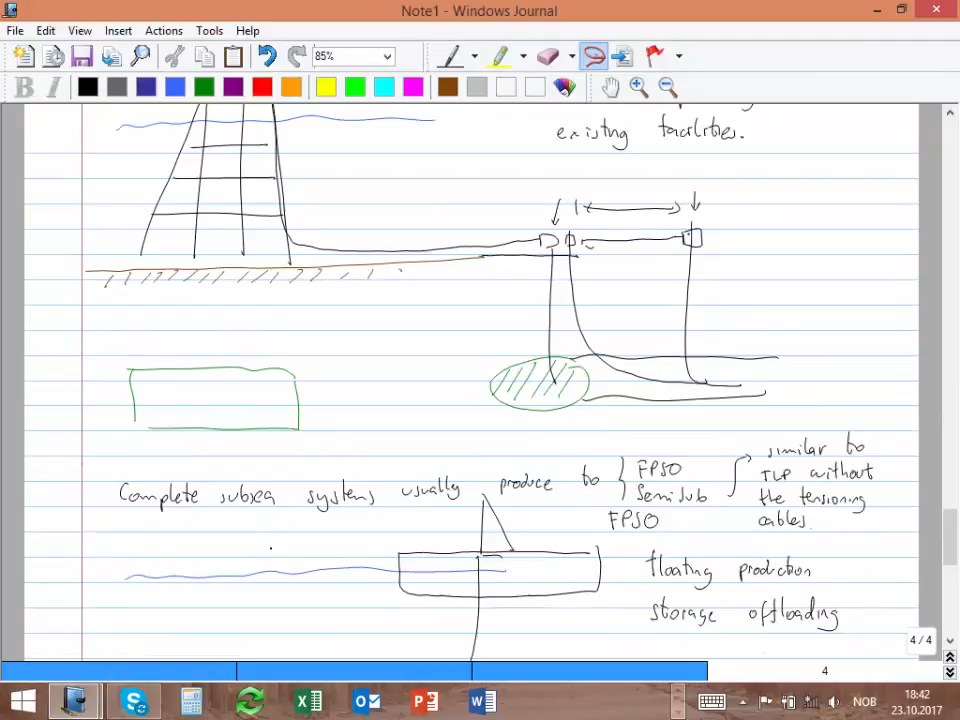 Note1 - Windows Journal
File Edit View Insert Actions Tools Help
85%
B I
existing facilities.
Complete subsea systems usually produce to { FPSO
Semisub
similar to
TLP without
the tensioning
cables.
FPSO
floating production
storage offloading
4 / 4
4
NOB
18:42
23.10.2017